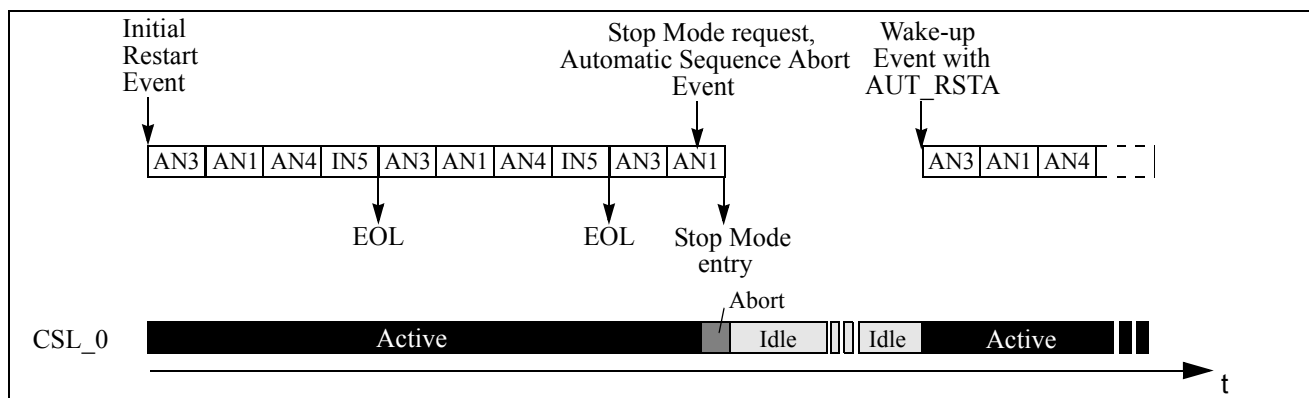 Initial
Restart
Event
Stop Mode request,
Automatic Sequence Abort
Event
Wake-up
Event with
AUT_RSTA
AN3 AN1 AN4 IN5 AN3 AN1 AN4 IN5 AN3 AN1
AN3 AN1 AN4
EOL
EOL
Stop Mode
entry
Abort
CSL_0
Active
Idle
Idle
Active
t